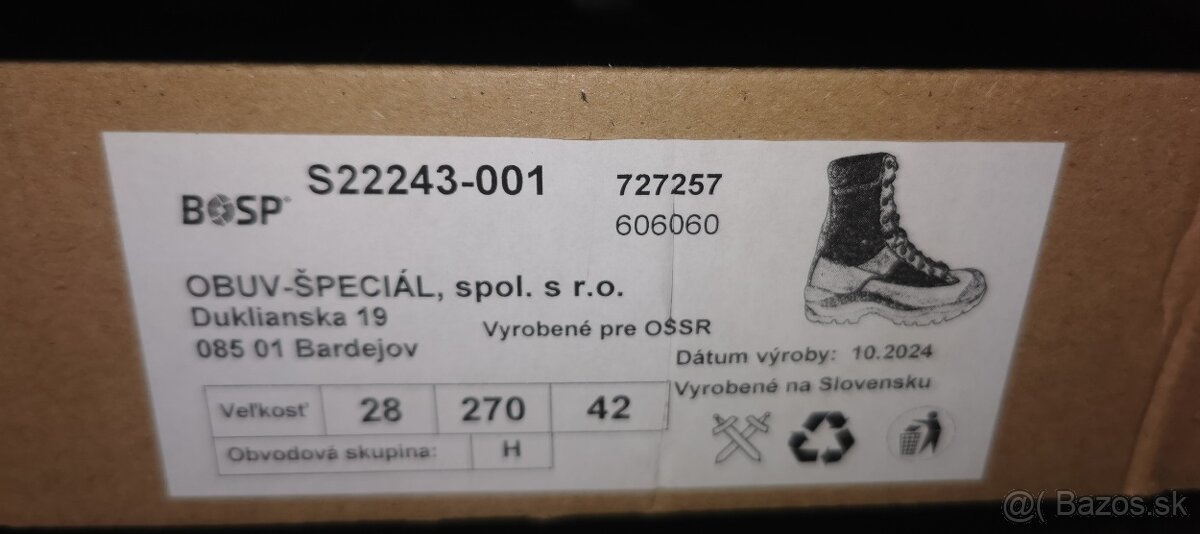 BOSP
S22243-001
727257
606060
OBUV-ŠPECIÁL, spol. s r.o.
Duklianska 19
085 01 Bardejov
Vyrobené pre OSSR
Dátum výroby: 10.2024
Vyrobené na Slovensku
Veľkosť 28 270 42
Obvodová skupina: H
@( Bazos.sk